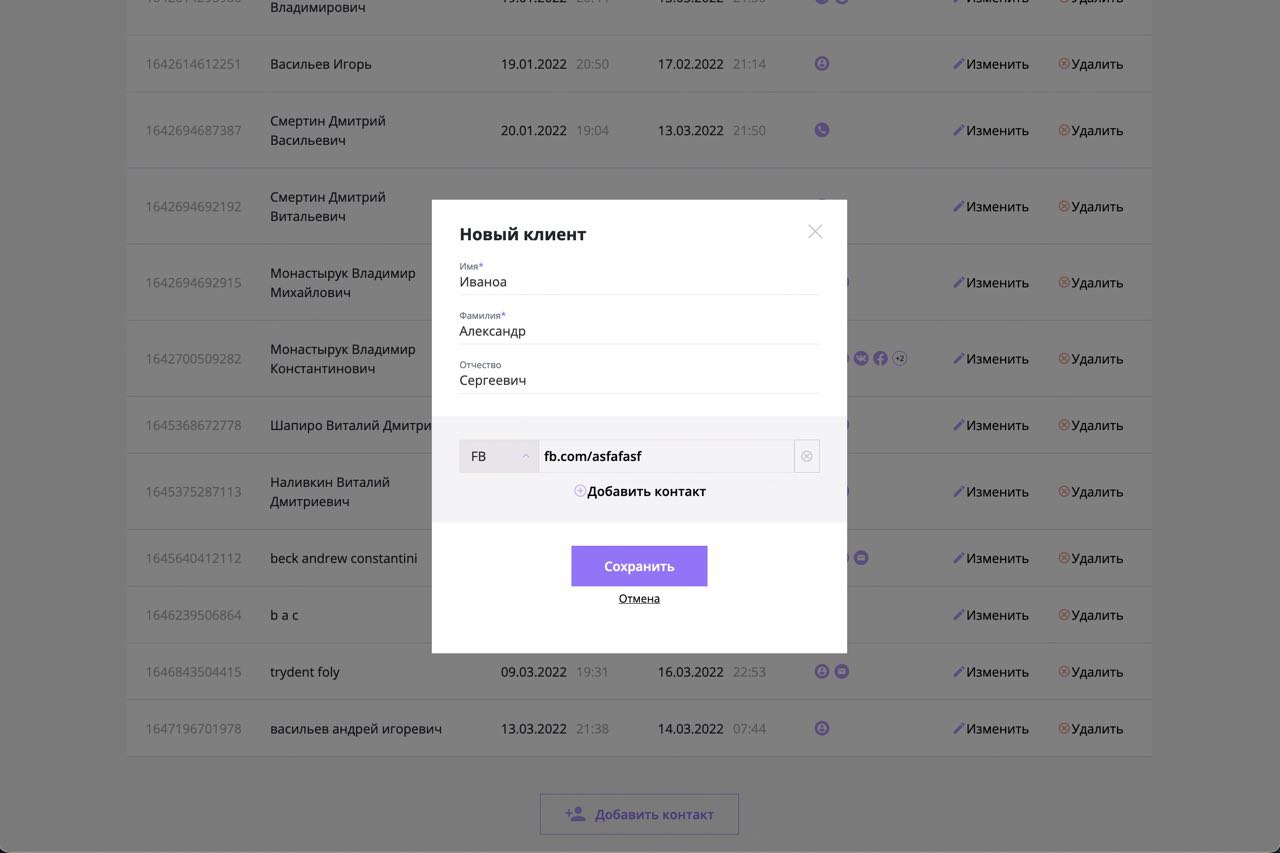 Владимирович
Изменить
Удалить
1642614612251 Васильев Игорь 19.01.2022 20:50 17.02.2022 21:14 Изменить Удалить
1642694687387 Смертин Дмитрий
Васильевич 20.01.2022 19:04 13.03.2022 21:50 Изменить Удалить
1642694692192 Смертин Дмитрий
Витальевич Изменить Удалить
Новый клиент
Имя*
Иваноа
Фамилия*
Александр
Отчество
Сергеевич
FB fb.com/asfafasf
Добавить контакт
Сохранить
Отмена
1642694692915 Монастырук Владимир
Михайлович Изменить Удалить
1642700509282 Монастырук Владимир
Константинович +2 Изменить Удалить
1645368672778 Шапиро Виталий Дмитри Изменить Удалить
1645375287113 Наливкин Виталий
Дмитриевич Изменить Удалить
1645640412112 beck andrew constantini Изменить Удалить
1646239506864 b a c Изменить Удалить
1646843504415 trydent foly 09.03.2022 19:31 16.03.2022 22:53 Изменить Удалить
1647196701978 васильев андрей игоревич 13.03.2022 21:38 14.03.2022 07:44 Изменить Удалить
Добавить контакт